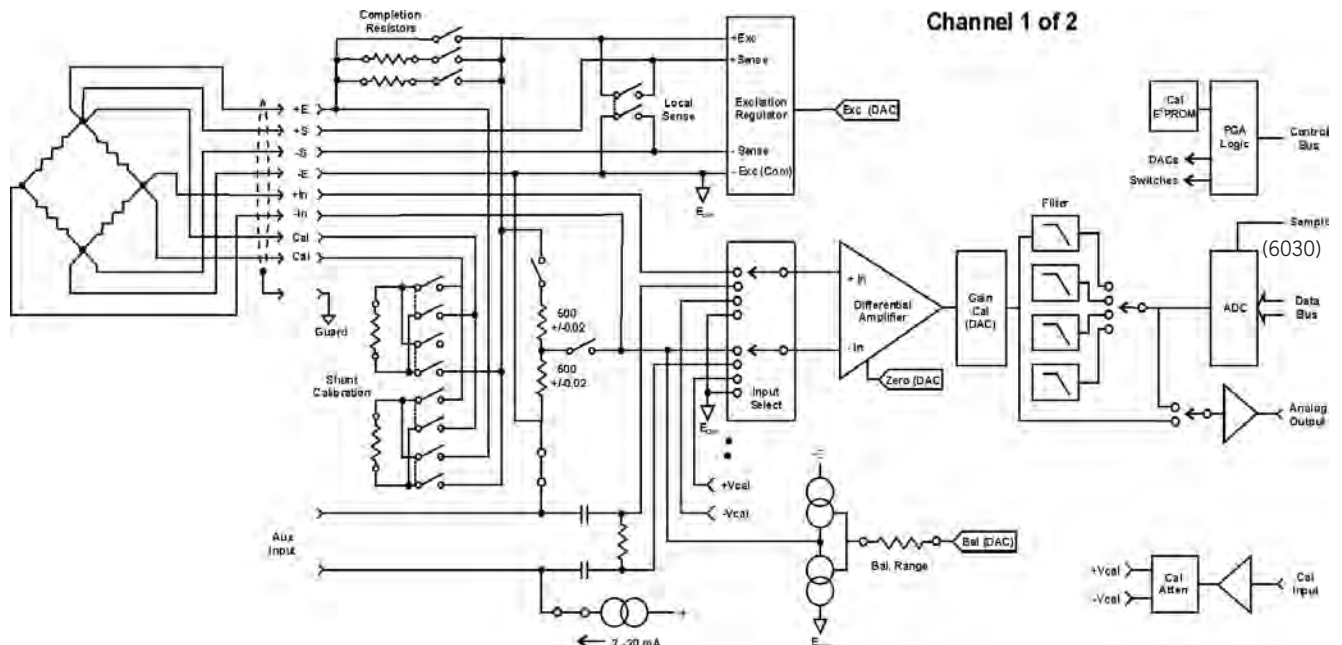 Channel 1 of 2
Completion
Resistors
+E
+S
-S
-E
+In
-In
Cal
Cal
Guard
Local
Sense
+Exc
+Sense
Excitation
Regulator
- Sense
- Exc (Com)
Exc (DAC)
Cal
E²PROM
PGA
Logic
Control
Bus
DACs
Switches
Filter
Sample
(6030)
ADC
Data
Bus
Analog
Output
+ In
Differential
Amplifier
- In
Zero (DAC
Gain
Cal
(DAC)
Input
Select
500
+/-0.02
500
+/-0.02
Shunt
Calibration
+Vcal
-Vcal
Aux
Input
Bal. Range
Bal (DAC)
+Vcal
-Vcal
Cal
Atten
Cal
Input